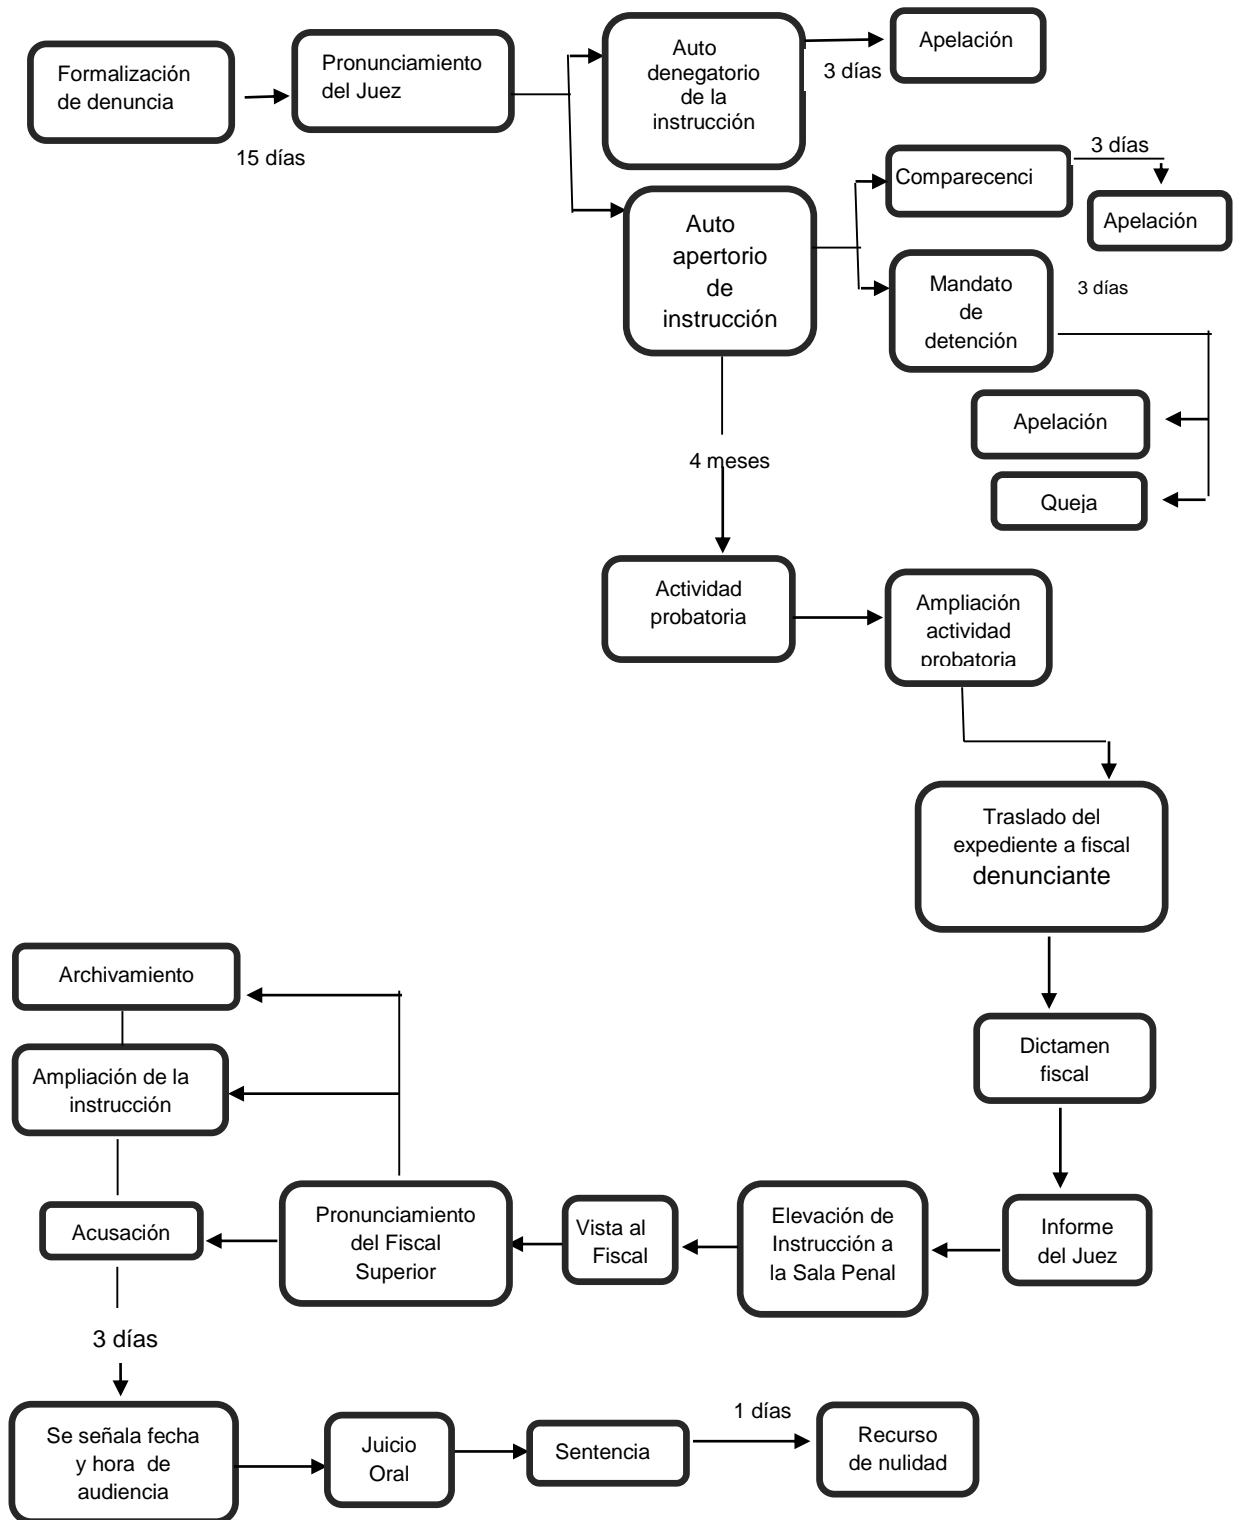 Formalización
de denuncia
15 días
Pronunciamiento
del Juez
Auto
denegatorio
de la
instrucción
3 días
Apelación
Auto
apertorio
de
instrucción
Comparecenci
3 días
Apelación
Mandato
de
detención
3 días
Apelación
Queja
4 meses
Actividad
probatoria
Ampliación
actividad
probatoria
Traslado del
expediente a fiscal
denunciante
Dictamen
fiscal
Informe
del Juez
Elevación de
Instrucción a
la Sala Penal
Vista al
Fiscal
Pronunciamiento
del Fiscal
Superior
Archivamiento
Ampliación de la
instrucción
Acusación
3 días
Se señala fecha
y hora de
audiencia
Juicio
Oral
Sentencia
1 días
Recurso
de nulidad